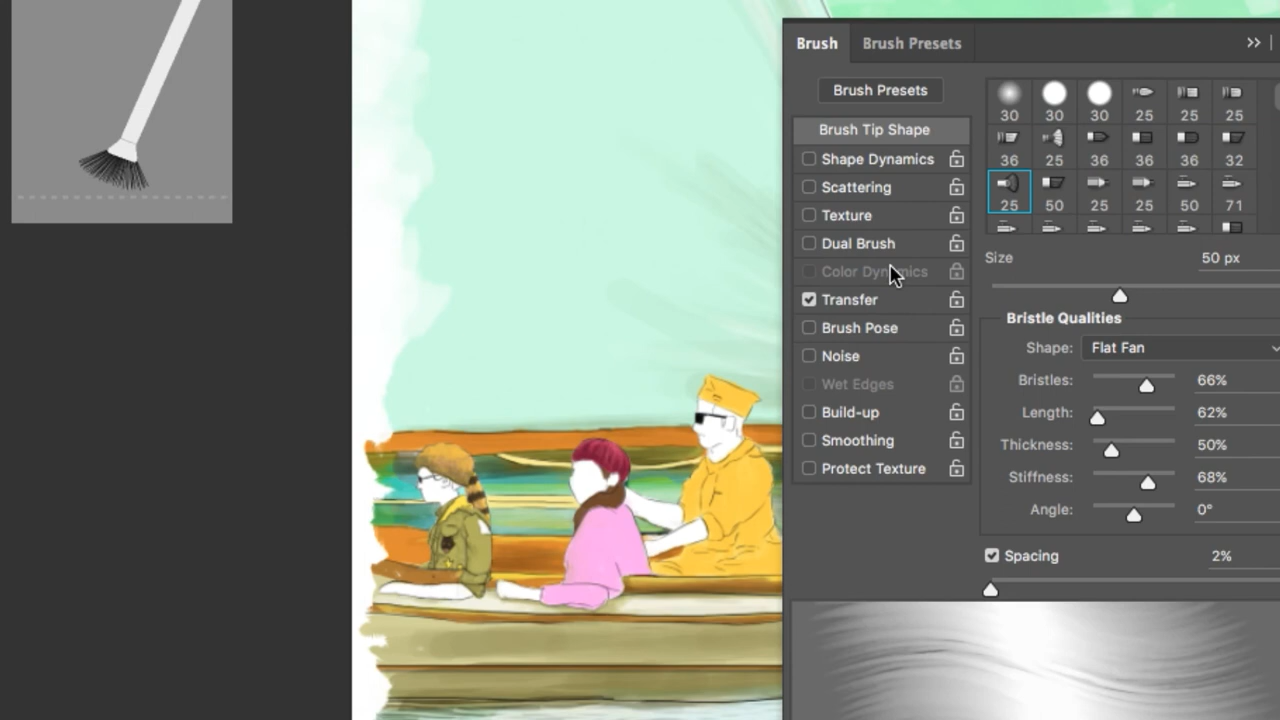 Brush Brush Presets
Brush Presets
30 30 30 25 25 25
Brush Tip Shape
Shape Dynamics
36 25 36 36 36 32
Scattering
25 50 25 25 50 71
Texture
Dual Brush
Size 50 px
Color Dynamics
Transfer
Bristle Qualities
Brush Pose
Shape: Flat Fan
Noise
Bristles: 66%
Wet Edges
Length: 62%
Build-up
Smoothing
Thickness: 50%
Protect Texture
Stiffness: 68%
Angle: 0°
Spacing 2%